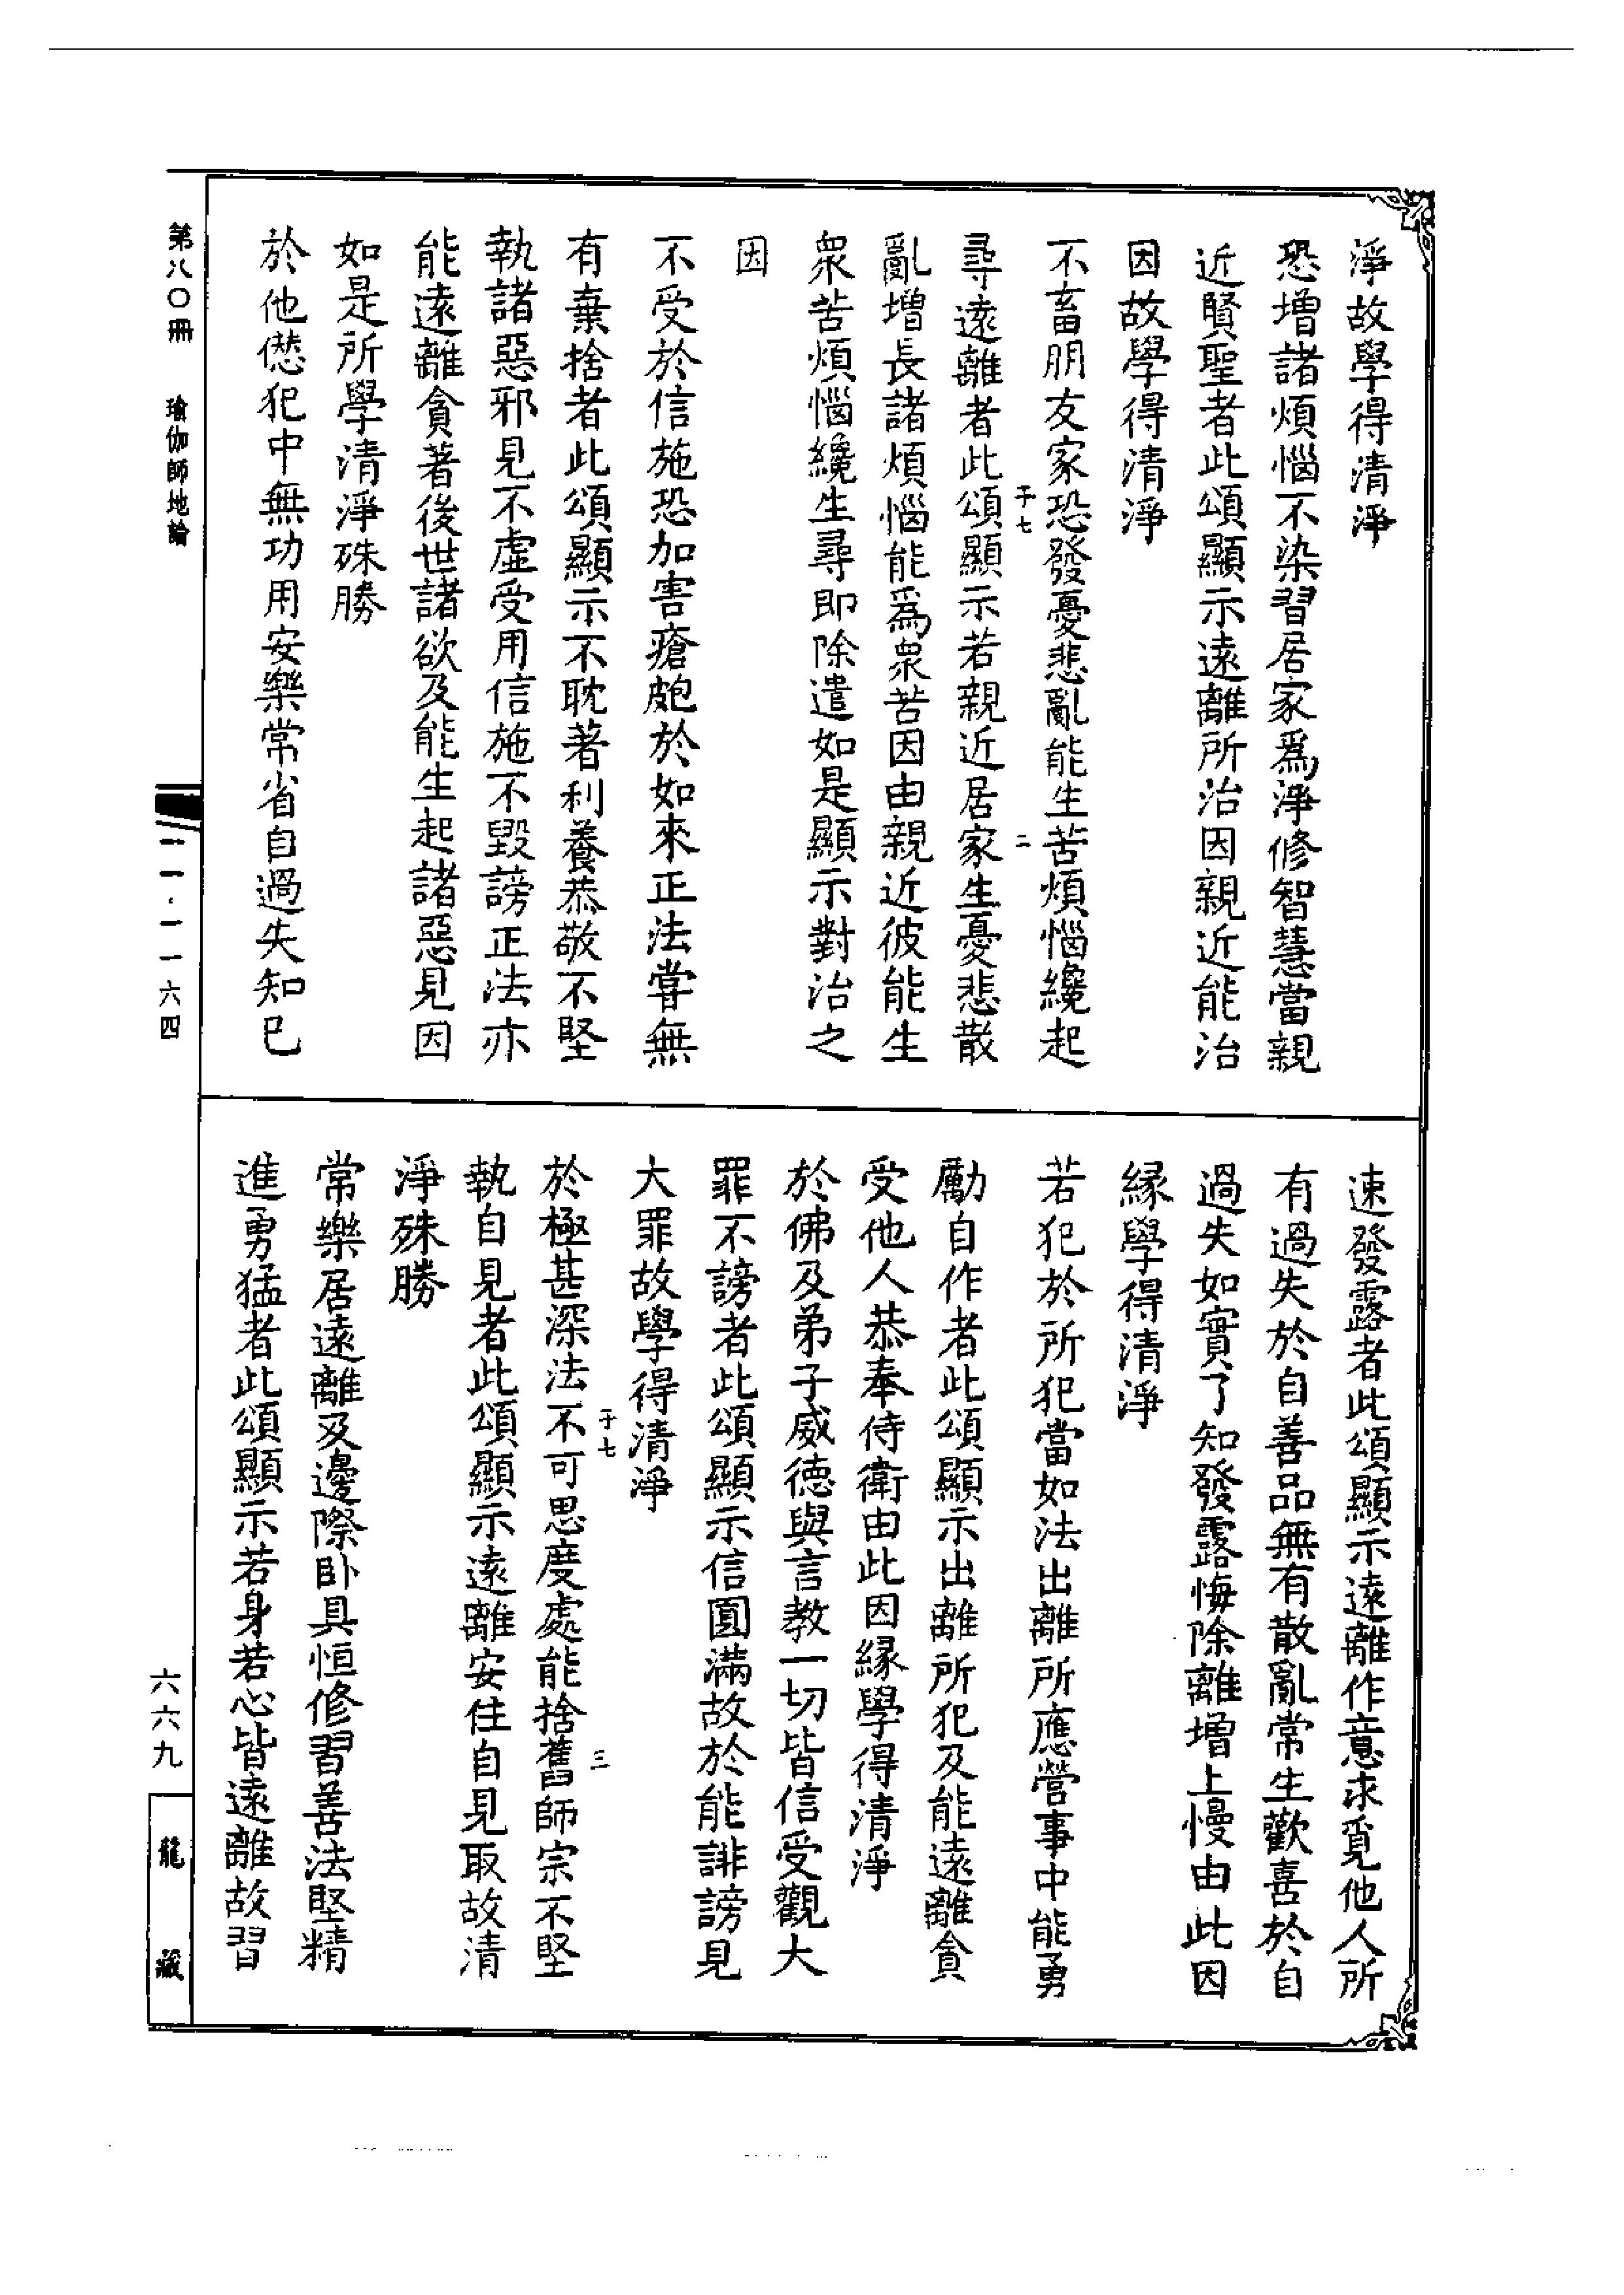 淨故學得清淨
恐增諸煩惱不染習居家爲淨修智慧當親
近賢聖者此頌顯示遠離所治因親近能治
因故學得清淨
不畜朋友家恐發憂悲亂能生苦煩惱纔起
于七
二
尋遠離者此頌顯示若親近居家生憂悲散
亂增長諸煩惱能爲衆苦因由親近彼能生
衆苦煩惱纔生尋即除遣如是顯示對治之
因
不受於信施恐加害瘡皰於如來正法甞無
有棄捨者此頌顯示不耽著利養恭敬不堅
執諸惡邪見不虛受用信施不毀謗正法亦
能遠離貪著後世諸欲及能生起諸惡見因
如是所學清淨殊勝
於他愆犯中無功用安樂常省自過失知巳
速發露者此頌顯示遠離作意求覓他人所
有過失於自善品無有散亂常生歡喜於自
過失如實了知發露悔除離增上慢由此因
緣學得清淨
若犯於所犯當如法出離所應營事中能勇
勵自作者此頌顯示出離所犯及能遠離貪
受他人恭奉侍衛由此因緣學得清淨
於佛及弟子威德與言教一切皆信受觀大
罪不謗者此頌顯示信圓滿故於能誹謗見
大罪故學得清淨
于七
三
於極甚深法不可思度處能捨舊師宗不堅
執自見者此頌顯示遠離安住自見取故清
淨殊勝
常樂居遠離及邊際卧具恒修習善法堅精
進勇猛者此頌顯示若身若心皆遠離故習
第八〇冊 瑜伽師地論
二一·一一六四
六六九
龍藏